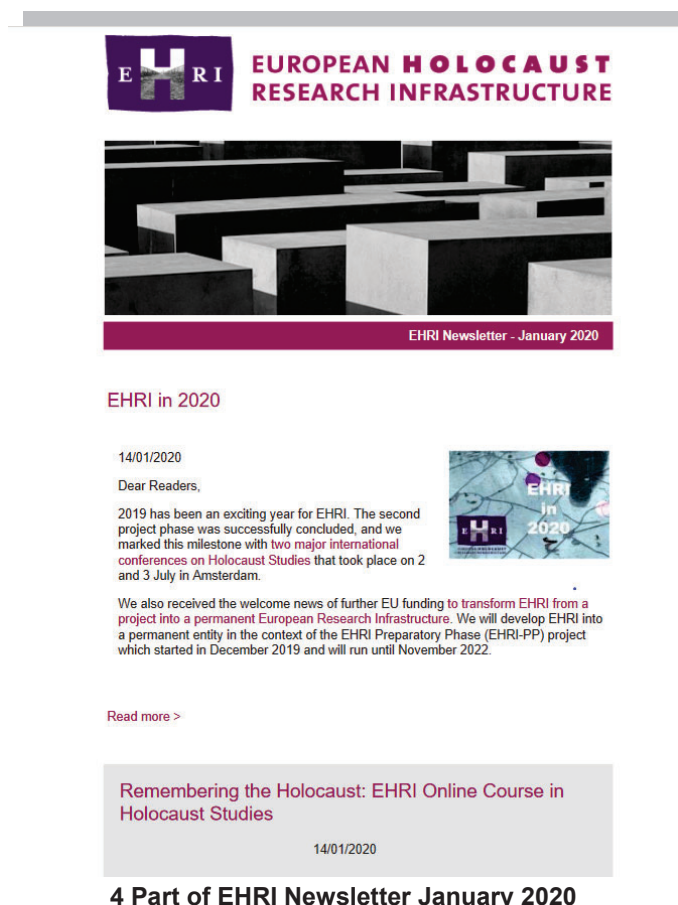 E H RI
EUROPEAN HOLOCAUST
RESEARCH INFRASTRUCTURE
EHRI Newsletter - January 2020
EHRI in 2020
14/01/2020
Dear Readers,
2019 has been an exciting year for EHRI. The second
project phase was successfully concluded, and we
marked this milestone with two major international
conferences on Holocaust Studies that took place on 2
and 3 July in Amsterdam.
EHRI
in
2020
E H RI
We also received the welcome news of further EU funding to transform EHRI from a
project into a permanent European Research Infrastructure. We will develop EHRI into
a permanent entity in the context of the EHRI Preparatory Phase (EHRI-PP) project
which started in December 2019 and will run until November 2022.
Read more >
Remembering the Holocaust: EHRI Online Course in
Holocaust Studies
14/01/2020
4 Part of EHRI Newsletter January 2020